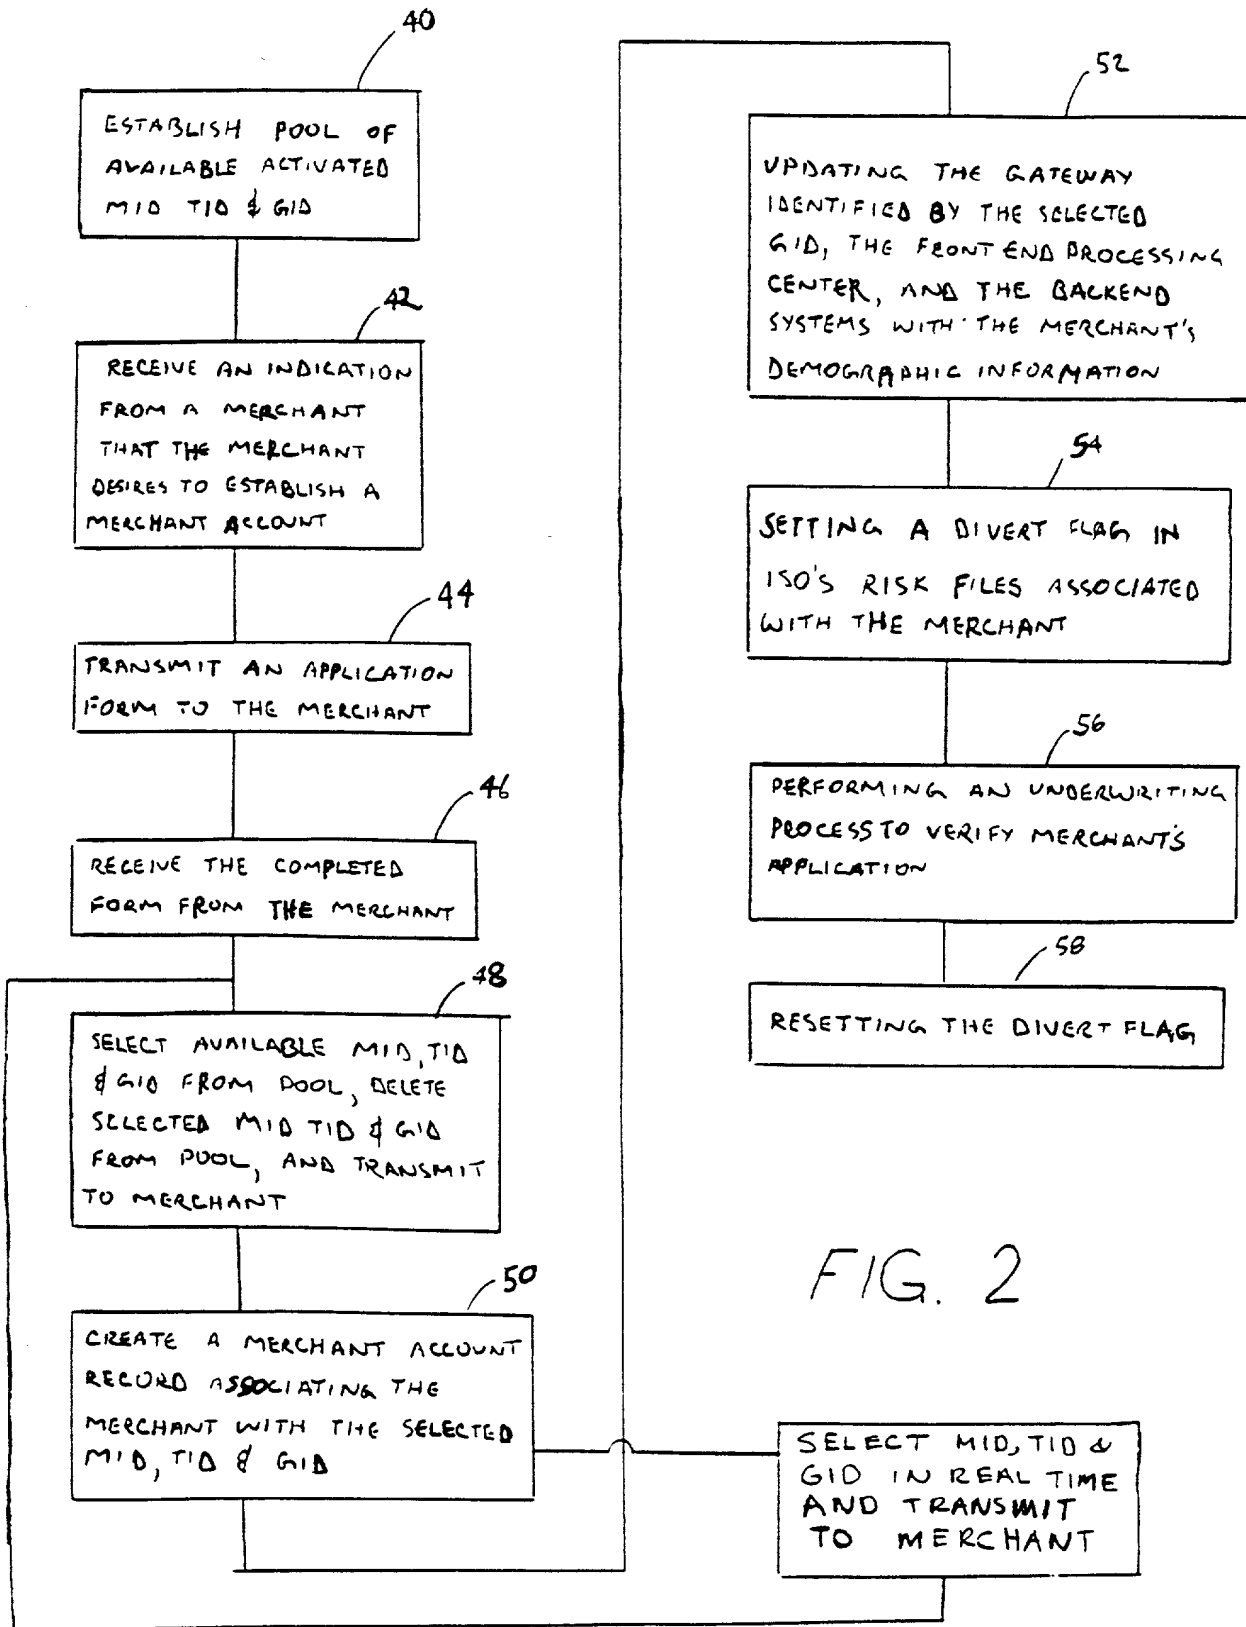 40
ESTABLISH POOL OF
AVAILABLE ACTIVATED
MID TID & GID
42
RECEIVE AN INDICATION
FROM A MERCHANT
THAT THE MERCHANT
DESIRES TO ESTABLISH A
MERCHANT ACCOUNT
44
TRANSMIT AN APPLICATION
FORM TO THE MERCHANT
46
RECEIVE THE COMPLETED
FORM FROM THE MERCHANT
48
SELECT AVAILABLE MID, TID
& GID FROM POOL, DELETE
SELECTED MID TID & GID
FROM POOL, AND TRANSMIT
TO MERCHANT
50
CREATE A MERCHANT ACCOUNT
RECORD ASSOCIATING THE
MERCHANT WITH THE SELECTED
MID, TID & GID
52
UPDATING THE GATEWAY
IDENTIFIED BY THE SELECTED
GID, THE FRONT END PROCESSING
CENTER, AND THE BACKEND
SYSTEMS WITH THE MERCHANT'S
DEMOGRAPHIC INFORMATION
54
SETTING A DIVERT FLAG IN
ISO'S RISK FILES ASSOCIATED
WITH THE MERCHANT
56
PERFORMING AN UNDERWRITING
PROCESS TO VERIFY MERCHANT'S
APPLICATION
58
RESETTING THE DIVERT FLAG
FIG. 2
SELECT MID, TID &
GID IN REAL TIME
AND TRANSMIT
TO MERCHANT